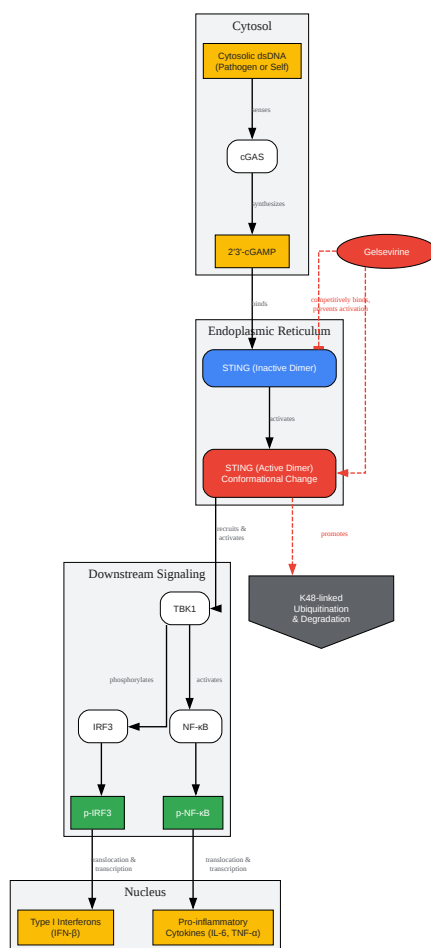 Cytosol
Cytosolic dsDNA
(Pathogen or Self)
senses
cGAS
synthesizes
2'3'-cGAMP
Gelsevirine
binds
competitively binds,
prevents activation
Endoplasmic Reticulum
STING (Inactive Dimer)
activates
STING (Active Dimer)
Conformational Change
recruits &
activates
promotes
Downstream Signaling
K48-linked
Ubiquitination
& Degradation
TBK1
phosphorylates
activates
IRF3
NF-κB
p-IRF3
p-NF-κB
translocation &
transcription
translocation &
transcription
Nucleus
Type I Interferons
(IFN-β)
Pro-inflammatory
Cytokines (IL-6, TNF-α)